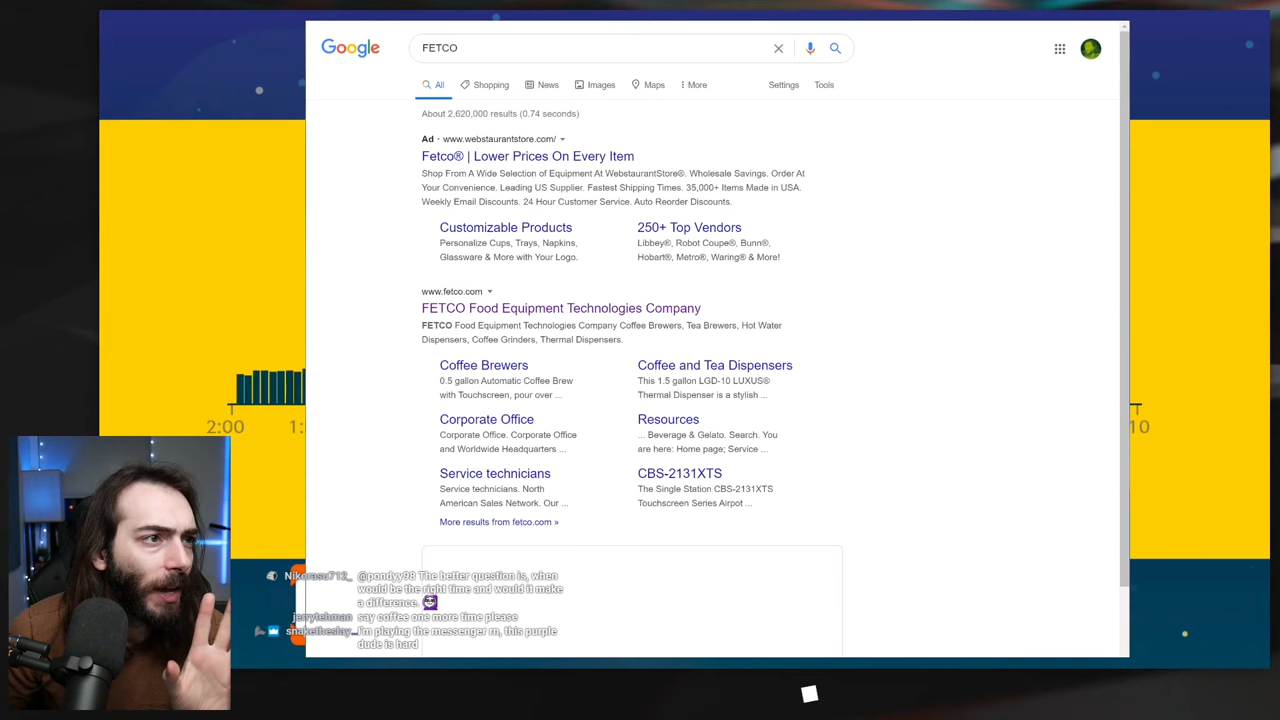 Google
FETCO
All
Shopping
News
Images
Maps
More
Settings
Tools
About 2,620,000 results (0.74 seconds)
Ad · www.webstaurantstore.com/
Fetco® | Lower Prices On Every Item
Shop From A Wide Selection of Equipment At WebstaurantStore®. Wholesale Savings. Order At
Your Convenience. Leading US Supplier. Fastest Shipping Times. 35,000+ Items Made in USA.
Weekly Email Discounts. 24 Hour Customer Service. Auto Reorder Discounts.
Customizable Products
Personalize Cups, Trays, Napkins,
Glassware & More with Your Logo.
250+ Top Vendors
Libbey®, Robot Coupe®, Bunn®,
Hobart®, Metro®, Waring® & More!
www.fetco.com
FETCO Food Equipment Technologies Company
FETCO Food Equipment Technologies Company Coffee Brewers, Tea Brewers, Hot Water
Dispensers, Coffee Grinders, Thermal Dispensers.
Coffee Brewers
0.5 gallon Automatic Coffee Brew
with Touchscreen, pour over ...
Coffee and Tea Dispensers
This 1.5 gallon LGD-10 LUXUS®
Thermal Dispenser is a stylish ...
Corporate Office
Corporate Office. Corporate Office
and Worldwide Headquarters ...
Resources
... Beverage & Gelato. Search. You
are here: Home page; Service ...
Service technicians
Service technicians. North
American Sales Network. Our ...
CBS-2131XTS
The Single Station CBS-2131XTS
Touchscreen Series Airpot ...
More results from fetco.com »
2:00
1:
10
Nikorasu712_ @pondyy98 The better question is, when
would be the right time and would it make
a difference.
jerrytehman say coffee one more time please
snaketheslay... I'm playing the messenger rn, this purple
dude is hard